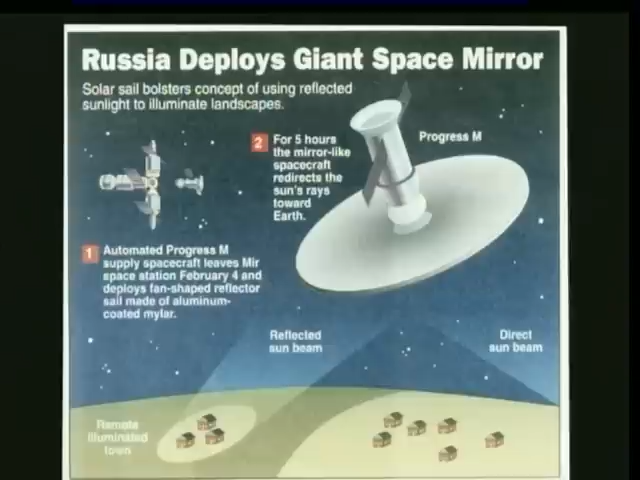 Russia Deploys Giant Space Mirror
Solar sail bolsters concept of using reflected
sunlight to illuminate landscapes.
2 For 5 hours
the mirror-like
spacecraft
redirects the
sun's rays
toward
Earth.
Progress M
1 Automated Progress M
supply spacecraft leaves Mir
space station February 4 and
deploys fan-shaped reflector
sail made of aluminum-
coated mylar.
Reflected
sun beam
Direct
sun beam
Remote
illuminated
town